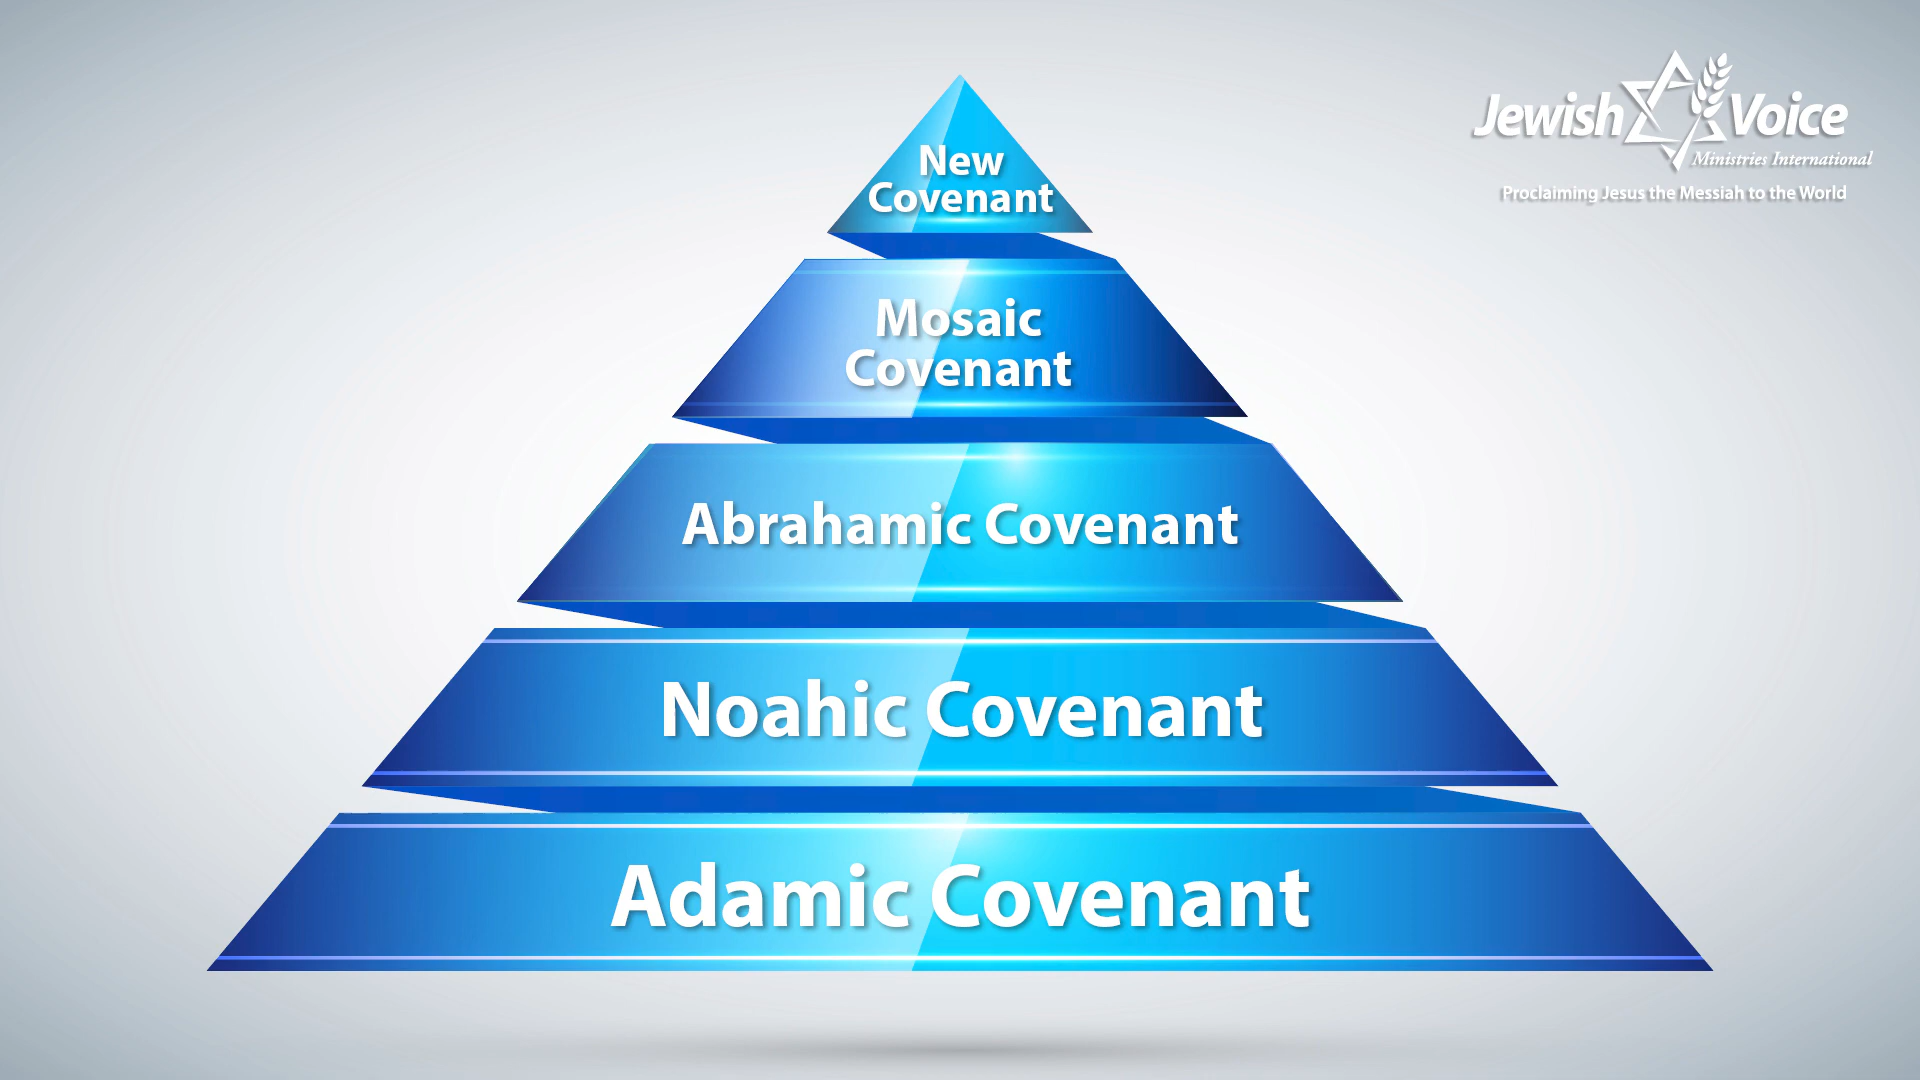 Jewish Voice
Ministries International
Proclaiming Jesus the Messiah to the World
New
Covenant
Mosaic
Covenant
Abrahamic Covenant
Noahic Covenant
Adamic Covenant